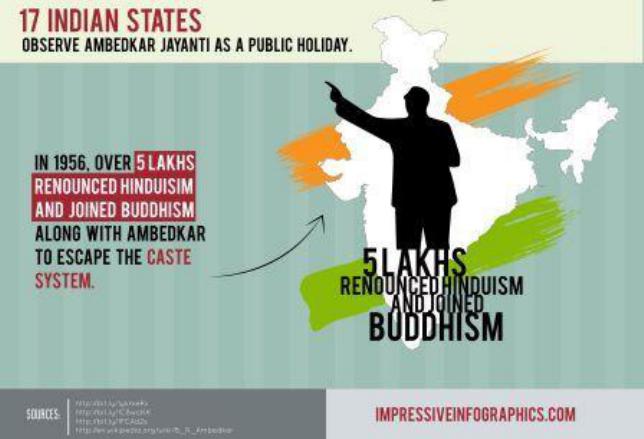 17 INDIAN STATES
OBSERVE AMBEDKAR JAYANTI AS A PUBLIC HOLIDAY.
IN 1956, OVER 5 LAKHS
RENOUNCED HINDUISIM
AND JOINED BUDDHISM
ALONG WITH AMBEDKAR
TO ESCAPE THE CASTE
SYSTEM.
5 LAKHS
RENOUNCED HINDUISM
AND JOINED
BUDDHISM
SOURCES:
IMPRESSIVEINFOGRAPHICS.COM